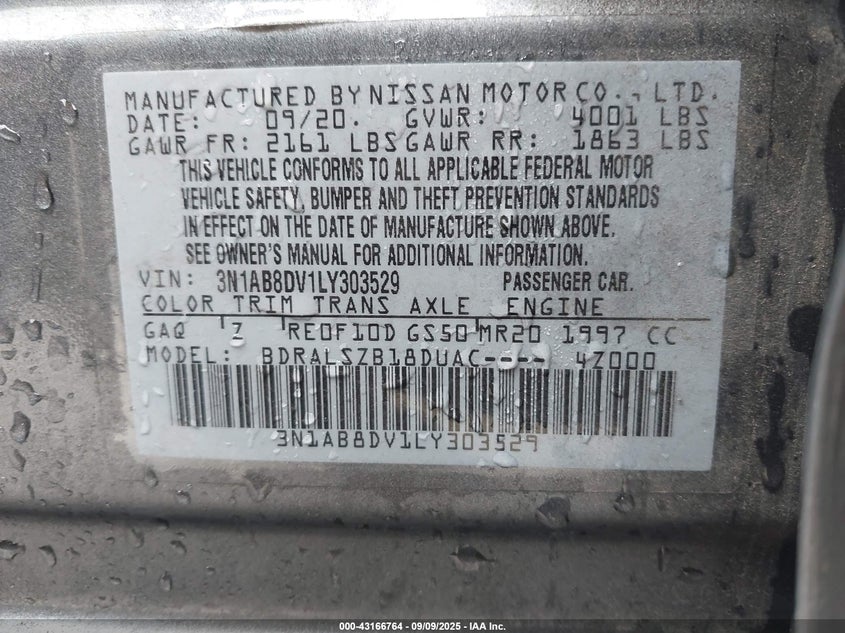 MANUFACTURED BY NISSAN MOTOR CO., LTD.
DATE: 09/20. GVWR: 4001 LBS
GAWR FR: 2161 LBS GAWR RR: 1863 LBS
THIS VEHICLE CONFORMS TO ALL APPLICABLE FEDERAL MOTOR
VEHICLE SAFETY, BUMPER AND THEFT PREVENTION STANDARDS
IN EFFECT ON THE DATE OF MANUFACTURE SHOWN ABOVE.
SEE OWNER'S MANUAL FOR ADDITIONAL INFORMATION.
VIN: 3N1AB8DV1LY303529 PASSENGER CAR.
COLOR TRIM TRANS AXLE ENGINE
GAQ Z RE0F10D GS50 MR20 1997 CC
MODEL: BDRALSZB18DUAC---- 4Z000
3N1AB8DV1LY303529
000-43166764 - 09/09/2025 - IAA Inc.